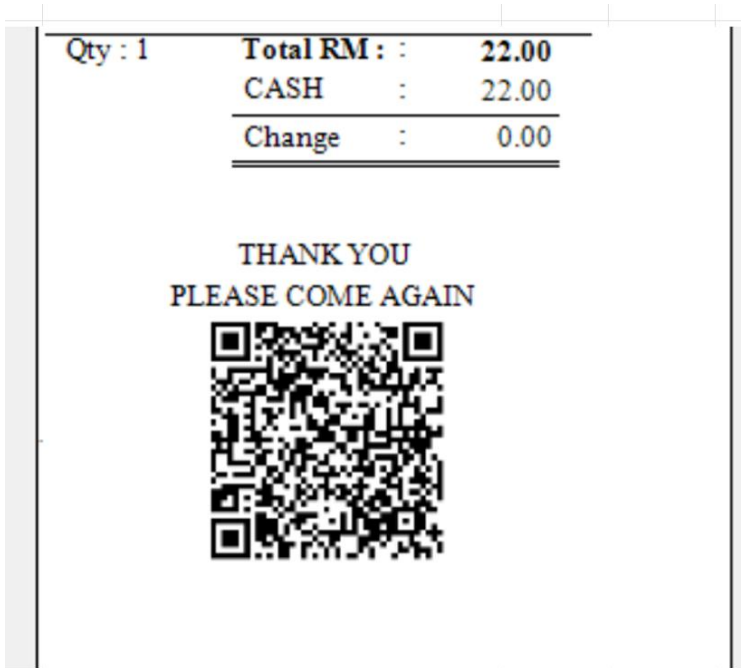 Qty : 1 Total RM : : 22.00
CASH : 22.00
Change : 0.00
THANK YOU
PLEASE COME AGAIN